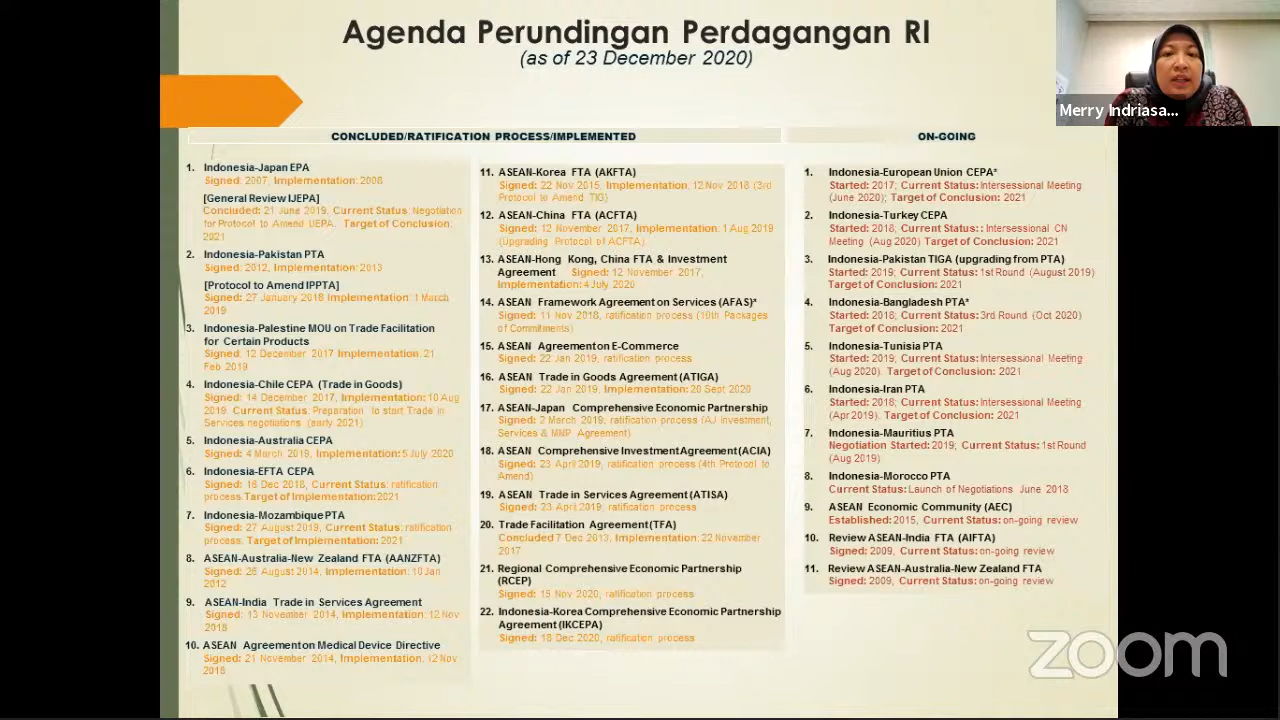 Agenda Perundingan Perdagangan RI
(as of 23 December 2020)
Merry Indriasa...
CONCLUDED/RATIFICATION PROCESS/IMPLEMENTED
1. Indonesia-Japan EPA
Signed: 2007, Implementation: 2008
[General Review IJEPA]
Concluded: 21 June 2019, Current Status: Negotiation
for Protocol to Amend IJEPA. Target of Conclusion:
2021
2. Indonesia-Pakistan PTA
Signed: 2012, Implementation: 2013
[Protocol to Amend IPPTA]
Signed: 27 January 2018 Implementation: 1 March
2019
3. Indonesia-Palestine MOU on Trade Facilitation
for Certain Products
Signed: 12 December 2017 Implementation: 21
Feb 2019
4. Indonesia-Chile CEPA (Trade in Goods)
Signed: 14 December 2017, Implementation: 10 Aug
2019. Current Status: Preparation to start Trade in
Services negotiations (early 2021)
5. Indonesia-Australia CEPA
Signed: 4 March 2019, Implementation: 5 July 2020
6. Indonesia-EFTA CEPA
Signed: 16 Dec 2018, Current Status: ratification
process Target of Implementation: 2021
7. Indonesia-Mozambique PTA
Signed: 27 August 2019, Current Status: ratification
process. Target of Implementation: 2021
8. ASEAN-Australia-New Zealand FTA (AANZFTA)
Signed: 26 August 2014, Implementation: 10 Jan
2012
9. ASEAN-India Trade in Services Agreement
Signed: 13 November 2014, Implementation: 12 Nov
2018
10. ASEAN Agreement on Medical Device Directive
Signed: 21 November 2014, Implementation: 12 Nov
2018
11. ASEAN-Korea FTA (AKFTA)
Signed: 22 Nov 2015, Implementation: 12 Nov 2018 (3rd
Protocol to Amend TIG)
12. ASEAN-China FTA (ACFTA)
Signed: 12 November 2017, Implementation: 1 Aug 2019
(Upgrading Protocol of ACFTA)
13. ASEAN-Hong Kong, China FTA & Investment
Agreement Signed: 12 November 2017,
Implementation: 4 July 2020
14. ASEAN Framework Agreement on Services (AFAS)*
Signed: 11 Nov 2018, ratification process (10th Packages
of Commitments)
15. ASEAN Agreement on E-Commerce
Signed: 22 Jan 2019, ratification process
16. ASEAN Trade in Goods Agreement (ATIGA)
Signed: 22 Jan 2019, Implementation: 20 Sept 2020
17. ASEAN-Japan Comprehensive Economic Partnership
Signed: 2 March 2019, ratification process (AJ Investment,
Services & MNP Agreement)
18. ASEAN Comprehensive Investment Agreement (ACIA)
Signed: 23 April 2019, ratification process (4th Protocol to
Amend)
19. ASEAN Trade in Services Agreement (ATISA)
Signed: 23 April 2019, ratification process
20. Trade Facilitation Agreement (TFA)
Concluded 7 Dec 2013, Implementation: 22 November
2017
21. Regional Comprehensive Economic Partnership
(RCEP)
Signed: 15 Nov 2020, ratification process
22. Indonesia-Korea Comprehensive Economic Partnership
Agreement (IKCEPA)
Signed: 18 Dec 2020, ratification process
ON-GOING
1. Indonesia-European Union CEPA*
Started: 2017; Current Status: Intersessional Meeting
(June 2020); Target of Conclusion: 2021
2. Indonesia-Turkey CEPA
Started: 2018, Current Status: : Intersessional CN
Meeting (Aug 2020) Target of Conclusion: 2021
3. Indonesia-Pakistan TIGA (upgrading from PTA)
Started: 2019; Current Status: 1st Round (August 2019)
Target of Conclusion: 2021
4. Indonesia-Bangladesh PTA*
Started: 2018; Current Status: 3rd Round (Oct 2020)
Target of Conclusion: 2021
5. Indonesia-Tunisia PTA
Started: 2019; Current Status: Intersessional Meeting
(Aug 2020). Target of Conclusion: 2021
6. Indonesia-Iran PTA
Started: 2018; Current Status: Intersessional Meeting
(Apr 2019). Target of Conclusion: 2021
7. Indonesia-Mauritius PTA
Negotiation Started: 2019; Current Status: 1st Round
(Aug 2019)
8. Indonesia-Morocco PTA
Current Status: Launch of Negotiations June 2018
9. ASEAN Economic Community (AEC)
Established: 2015, Current Status: on-going review
10. Review ASEAN-India FTA (AIFTA)
Signed: 2009, Current Status: on-going review
11. Review ASEAN-Australia-New Zealand FTA
Signed: 2009, Current Status: on-going review
zoom